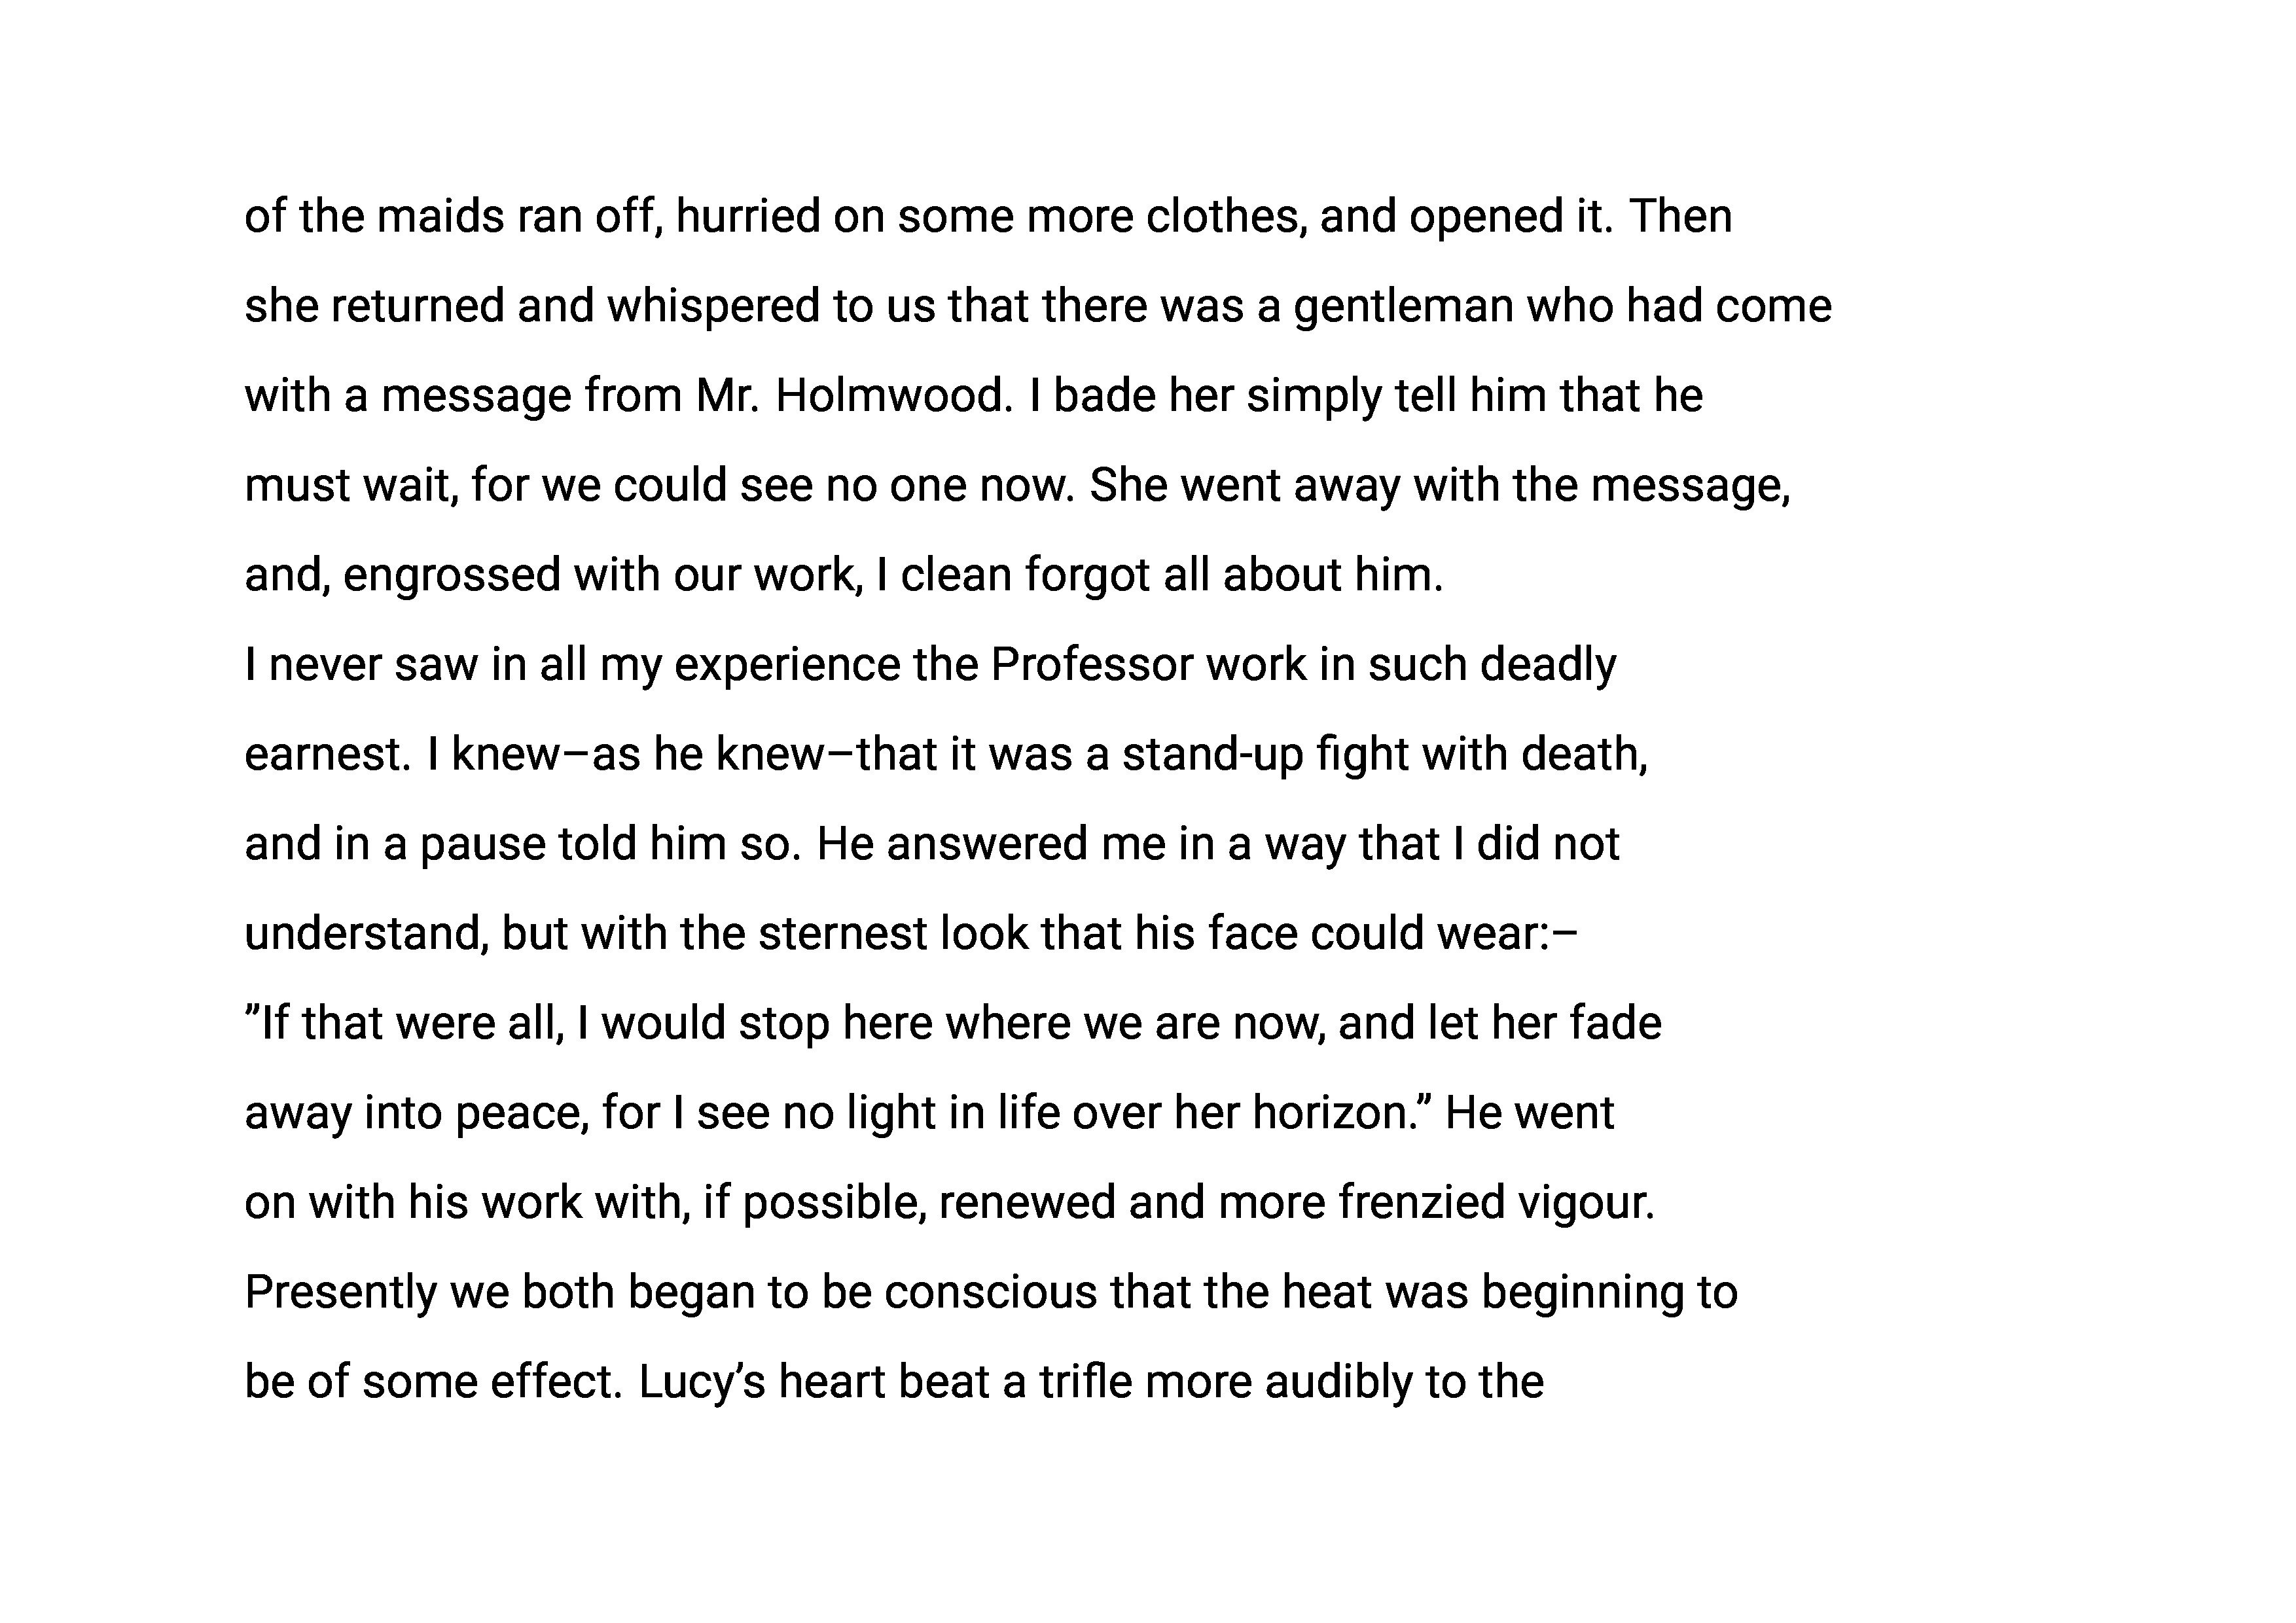 of the maids ran off, hurried on some more clothes, and opened it. Then
she returned and whispered to us that there was a gentleman who had come
with a message from Mr. Holmwood. I bade her simply tell him that he
must wait, for we could see no one now. She went away with the message,
and, engrossed with our work, I clean forgot all about him.
I never saw in all my experience the Professor work in such deadly
earnest. I knew–as he knew–that it was a stand-up fight with death,
and in a pause told him so. He answered me in a way that I did not
understand, but with the sternest look that his face could wear:–
”If that were all, I would stop here where we are now, and let her fade
away into peace, for I see no light in life over her horizon.” He went
on with his work with, if possible, renewed and more frenzied vigour.
Presently we both began to be conscious that the heat was beginning to
be of some effect. Lucy’s heart beat a trifle more audibly to the